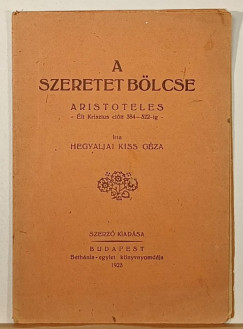 A
SZERETET BÖLCSE
ARISTOTELES
- Élt Krisztus előtt 384—322-ig -
Irta
HEGYALJAI KISS GÉZA
SZERZŐ KIADÁSA
BUDAPEST
Bethánia-egylet könyvnyomdája
1925